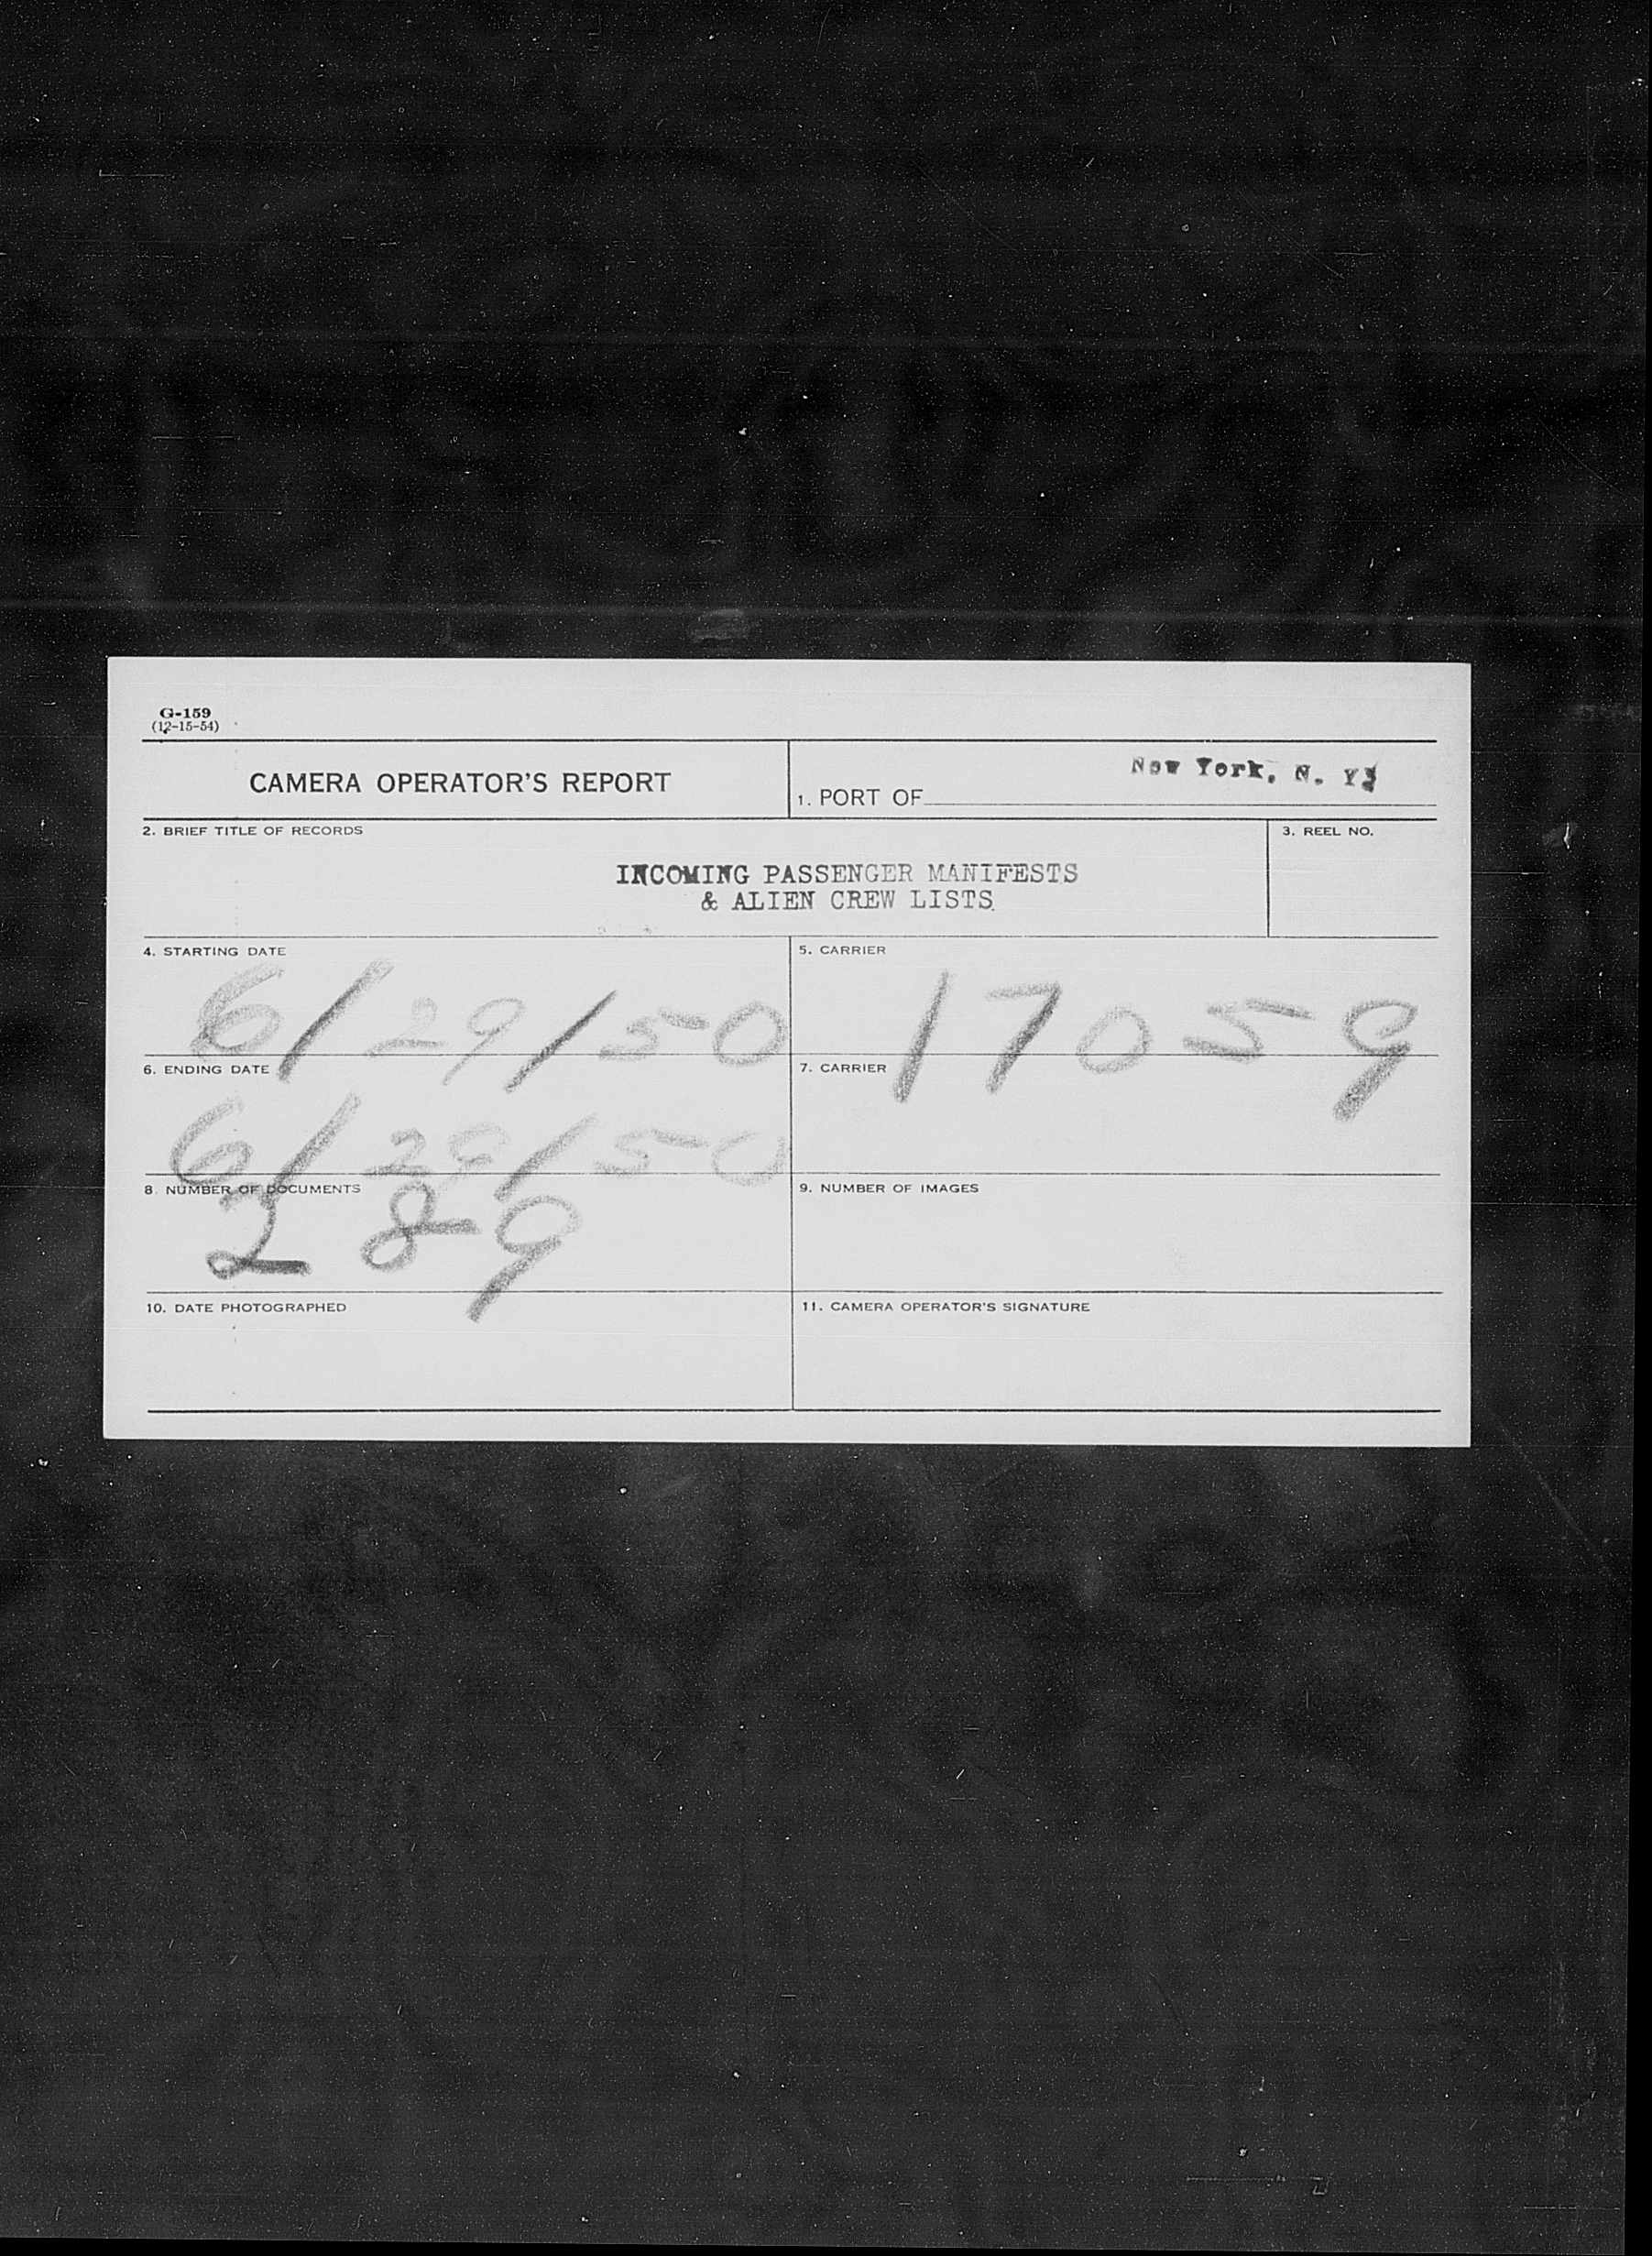 G-159
(12-15-54)
CAMERA OPERATOR'S REPORT
1. PORT OF New York, N. Y.
2. BRIEF TITLE OF RECORDS
3. REEL NO.
INCOMING PASSENGER MANIFESTS
& ALIEN CREW LISTS
4. STARTING DATE
6/29/50
5. CARRIER
17059
6. ENDING DATE
6/29/50
7. CARRIER
8. NUMBER OF DOCUMENTS
289
9. NUMBER OF IMAGES
10. DATE PHOTOGRAPHED
11. CAMERA OPERATOR'S SIGNATURE